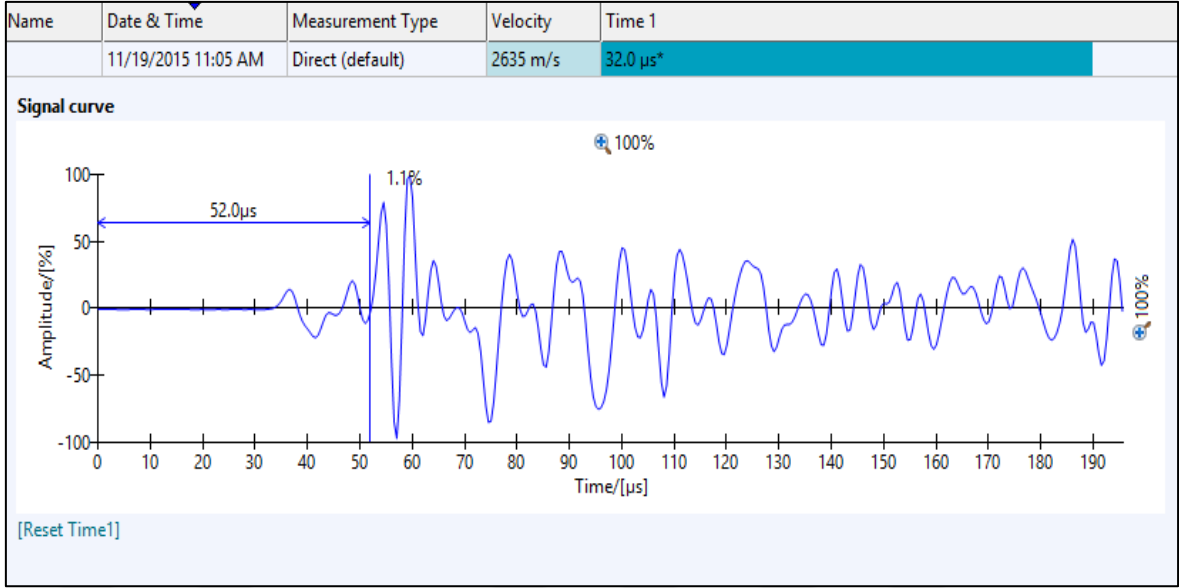 Name Date & Time Measurement Type Velocity Time 1
11/19/2015 11:05 AM Direct (default) 2635 m/s 32.0 µs*
Signal curve
100%
100
1.1%
52.0µs
50
0
-50
-100
Amplitude/[%]
100%
0 10 20 30 40 50 60 70 80 90 100 110 120 130 140 150 160 170 180 190
Time/[µs]
[Reset Time1]